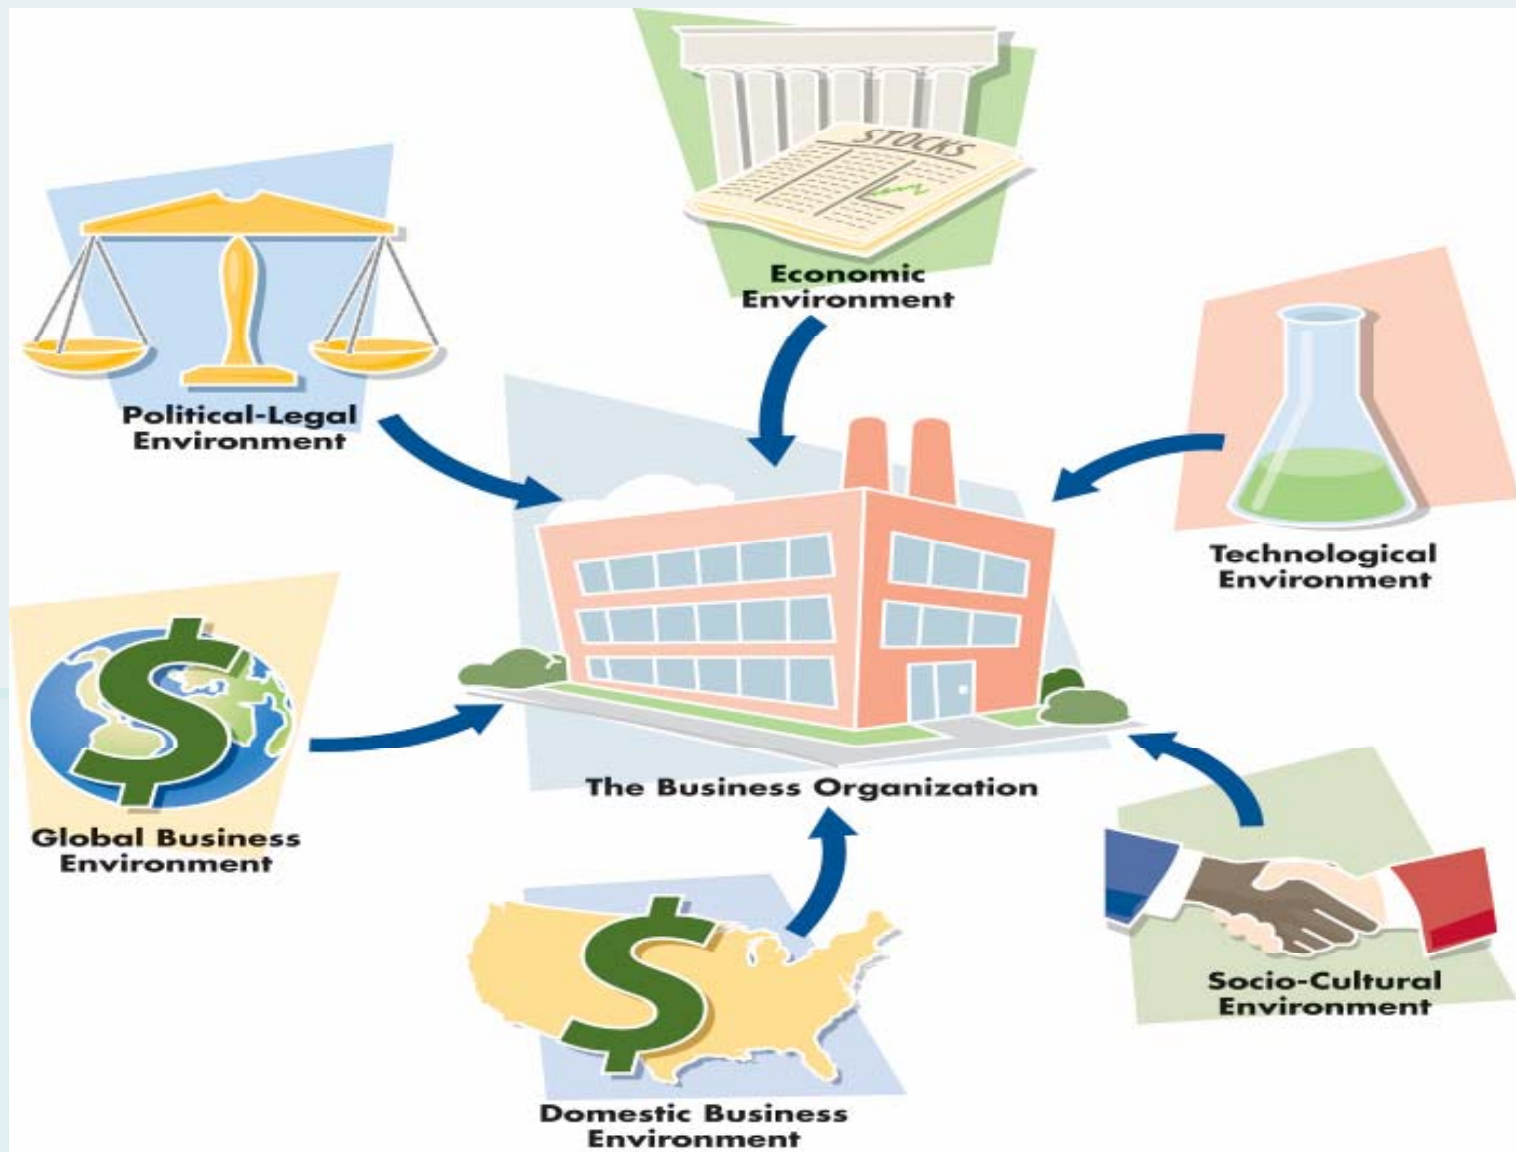 STOCKS
Economic
Environment
Political-Legal
Environment
Technological
Environment
Global Business
Environment
The Business Organization
Socio-Cultural
Environment
Domestic Business
Environment